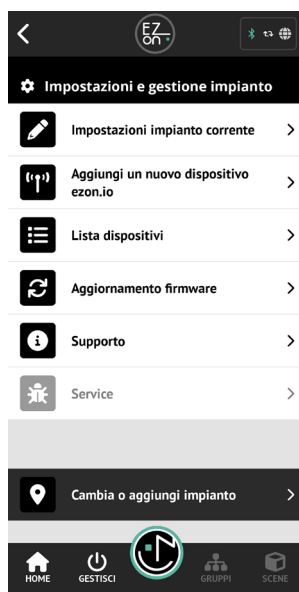 EZ
on
Impostazioni e gestione impianto
Impostazioni impianto corrente
Aggiungi un nuovo dispositivo
ezon.io
Lista dispositivi
Aggiornamento firmware
Supporto
Service
Cambia o aggiungi impianto
HOME GESTISCI GRUPPI SCENE